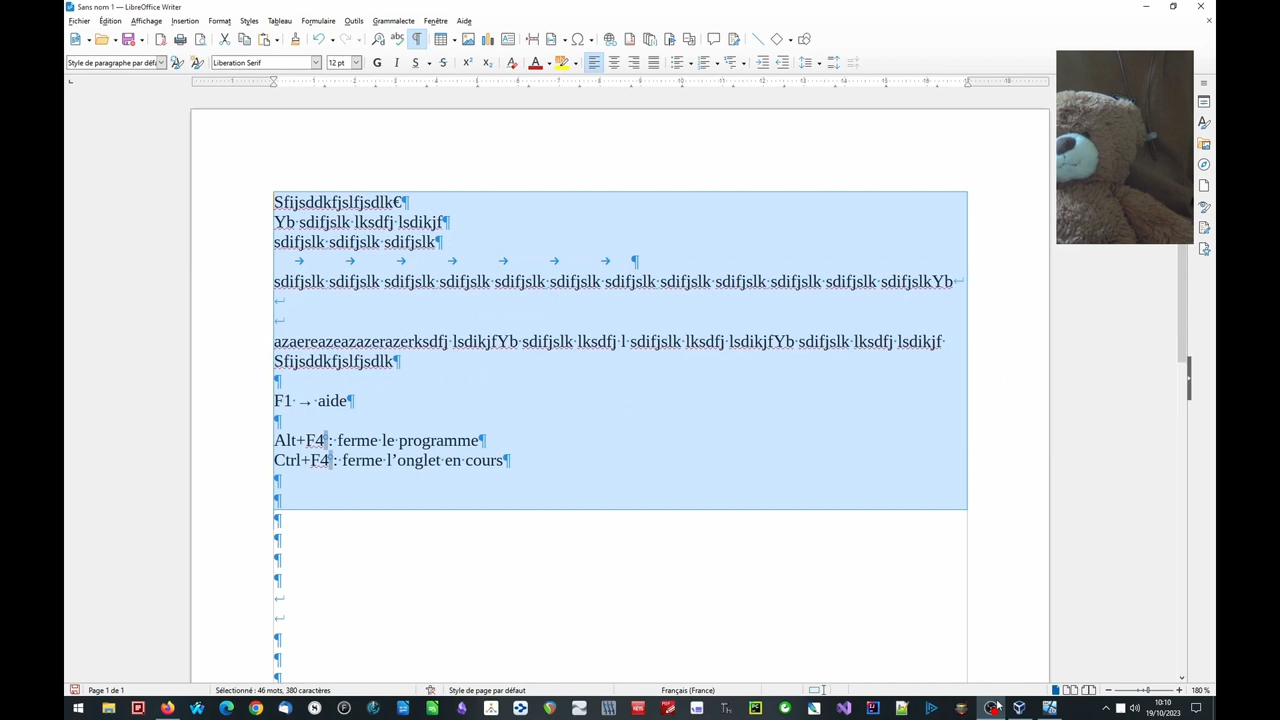 Sans nom 1 — LibreOffice Writer
Fichier Édition Affichage Insertion Format Styles Tableau Formulaire Outils Grammalecte Fenêtre Aide
Style de paragraphe par défa Liberation Serif 12 pt
Sfijsddkfjslfjsdlk€¶
Yb sdifjslk lksdfj lsdikjf¶
sdifjslk sdifjslk sdifjslk¶
→ → → → → → → ¶
sdifjslk sdifjslk sdifjslk sdifjslk sdifjslk sdifjslk sdifjslk sdifjslk sdifjslk sdifjslk sdifjslk sdifjslkYb↵
↵
↵
azaereazeazazerazerksdfj lsdikjfYb sdifjslk lksdfj l sdifjslk lksdfj lsdikjfYb sdifjslk lksdfj lsdikjf
Sfijsddkfjslfjsdlk¶
¶
F1 → aide¶
¶
Alt+F4 : ferme le programme¶
Ctrl+F4 : ferme l’onglet en cours¶
¶
¶
¶
¶
¶
¶
↵
↵
¶
¶
¶
Page 1 de 1 Sélectionné : 46 mots, 380 caractères Style de page par défaut Français (France) 180 %
10:10
19/10/2023